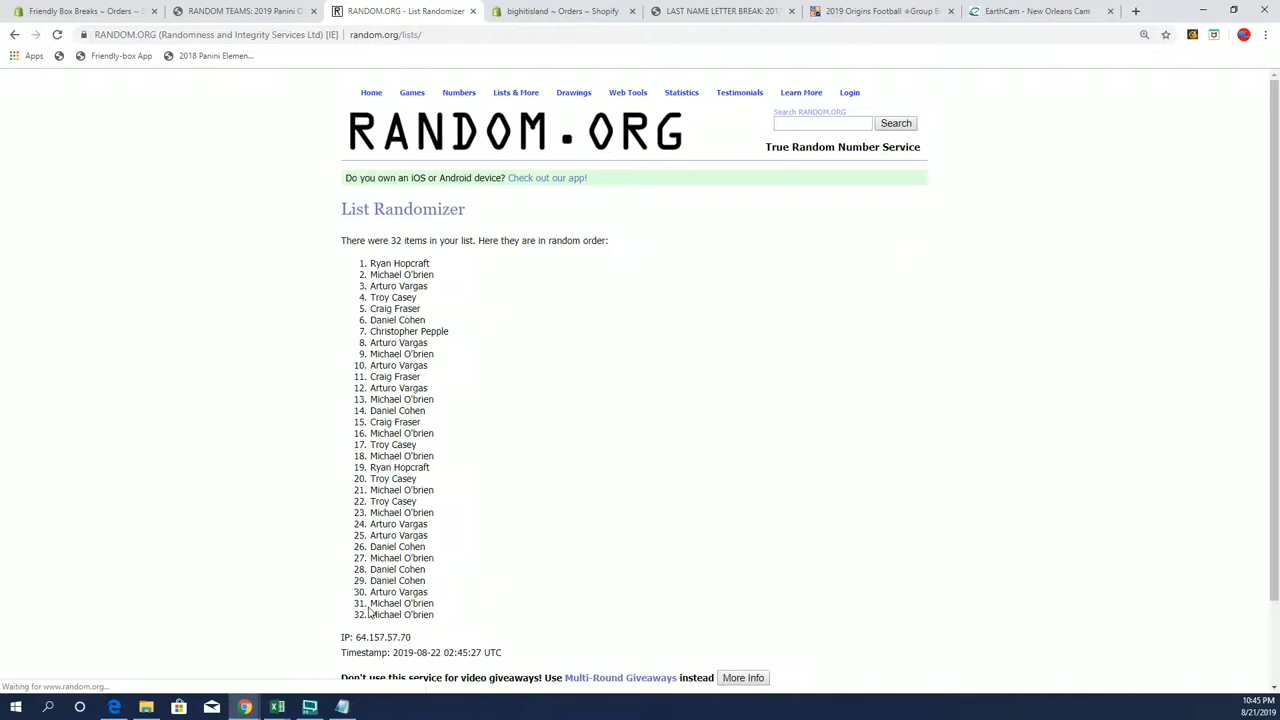 Friendly Box Breaks ~ Orders ~
RANDOM TEAMS: 2019 Panini C
RANDOM.ORG - List Randomizer
bighitisland ~ Orders ~ Shopify
LAST NAME LETTER BREAK: 201
2019 Origins Football ★Group B
EarthCam - New Orleans Cam
RANDOM.ORG (Randomness and Integrity Services Ltd) [IE] | random.org/lists/
Apps
Friendly-box App
2018 Panini Elemen...
Home Games Numbers Lists & More Drawings Web Tools Statistics Testimonials Learn More Login
RANDOM.ORG
Search RANDOM.ORG
Search
True Random Number Service
Do you own an iOS or Android device? Check out our app!
List Randomizer
There were 32 items in your list. Here they are in random order:
1. Ryan Hopcraft
2. Michael O'brien
3. Arturo Vargas
4. Troy Casey
5. Craig Fraser
6. Daniel Cohen
7. Christopher Pepple
8. Arturo Vargas
9. Michael O'brien
10. Arturo Vargas
11. Craig Fraser
12. Arturo Vargas
13. Michael O'brien
14. Daniel Cohen
15. Craig Fraser
16. Michael O'brien
17. Troy Casey
18. Michael O'brien
19. Ryan Hopcraft
20. Troy Casey
21. Michael O'brien
22. Troy Casey
23. Michael O'brien
24. Arturo Vargas
25. Arturo Vargas
26. Daniel Cohen
27. Michael O'brien
28. Daniel Cohen
29. Daniel Cohen
30. Arturo Vargas
31. Michael O'brien
32. Michael O'brien
IP: 64.157.57.70
Timestamp: 2019-08-22 02:45:27 UTC
Don't use this service for video giveaways! Use Multi-Round Giveaways instead More Info
Waiting for www.random.org...
10:45 PM
8/21/2019